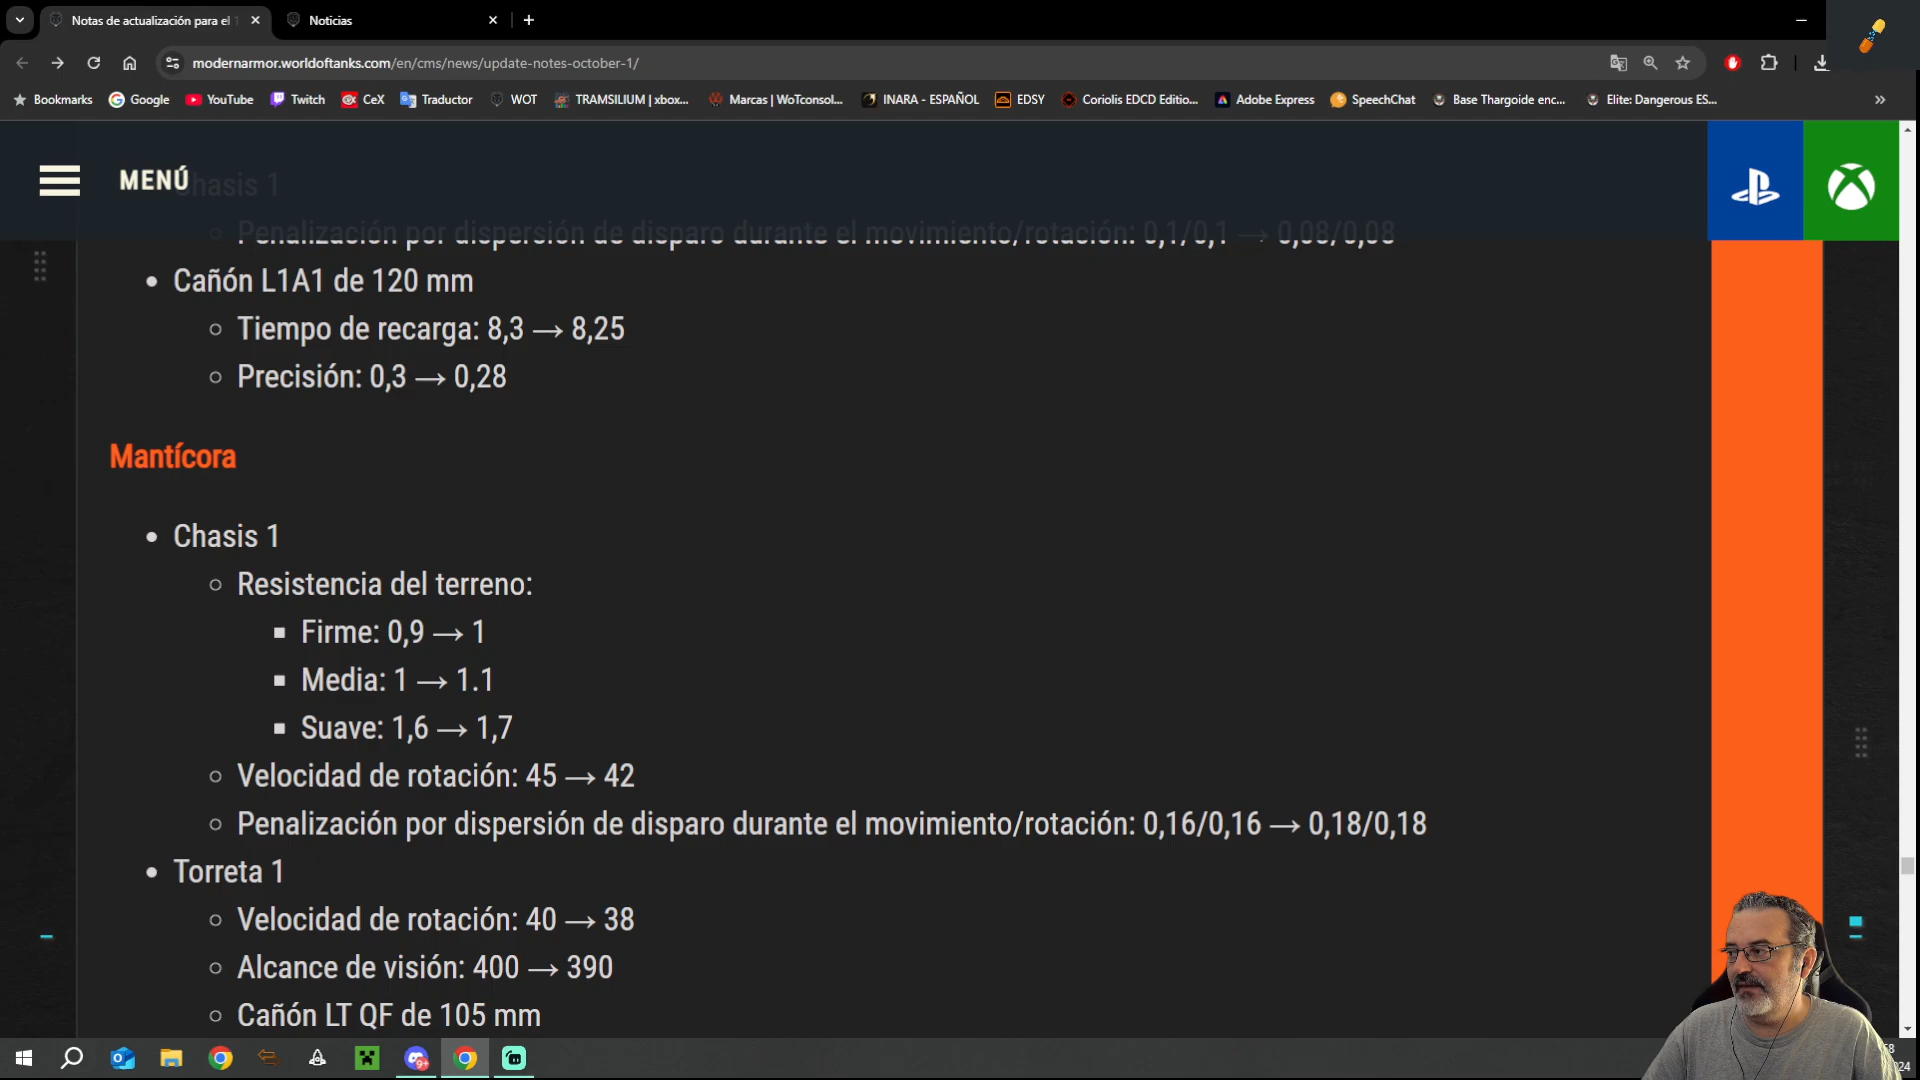 Notas de actualización para el 1
Noticias
modernarmor.worldoftanks.com/en/cms/news/update-notes-october-1/
Bookmarks
Google
YouTube
Twitch
CeX
Traductor
WOT
TRAMSILIUM | xbox...
Marcas | WoTconsol...
INARA - ESPAÑOL
EDSY
Coriolis EDCD Editio...
Adobe Express
SpeechChat
Base Thargoide enc...
Elite: Dangerous ES...
MENÚ
Chasis 1
Penalización por dispersión de disparo durante el movimiento/rotación: 0,1/0,1 → 0,08/0,08
Cañón L1A1 de 120 mm
Tiempo de recarga: 8,3 → 8,25
Precisión: 0,3 → 0,28
Mantícora
Chasis 1
Resistencia del terreno:
Firme: 0,9 → 1
Media: 1 → 1.1
Suave: 1,6 → 1,7
Velocidad de rotación: 45 → 42
Penalización por dispersión de disparo durante el movimiento/rotación: 0,16/0,16 → 0,18/0,18
Torreta 1
Velocidad de rotación: 40 → 38
Alcance de visión: 400 → 390
Cañón LT QF de 105 mm